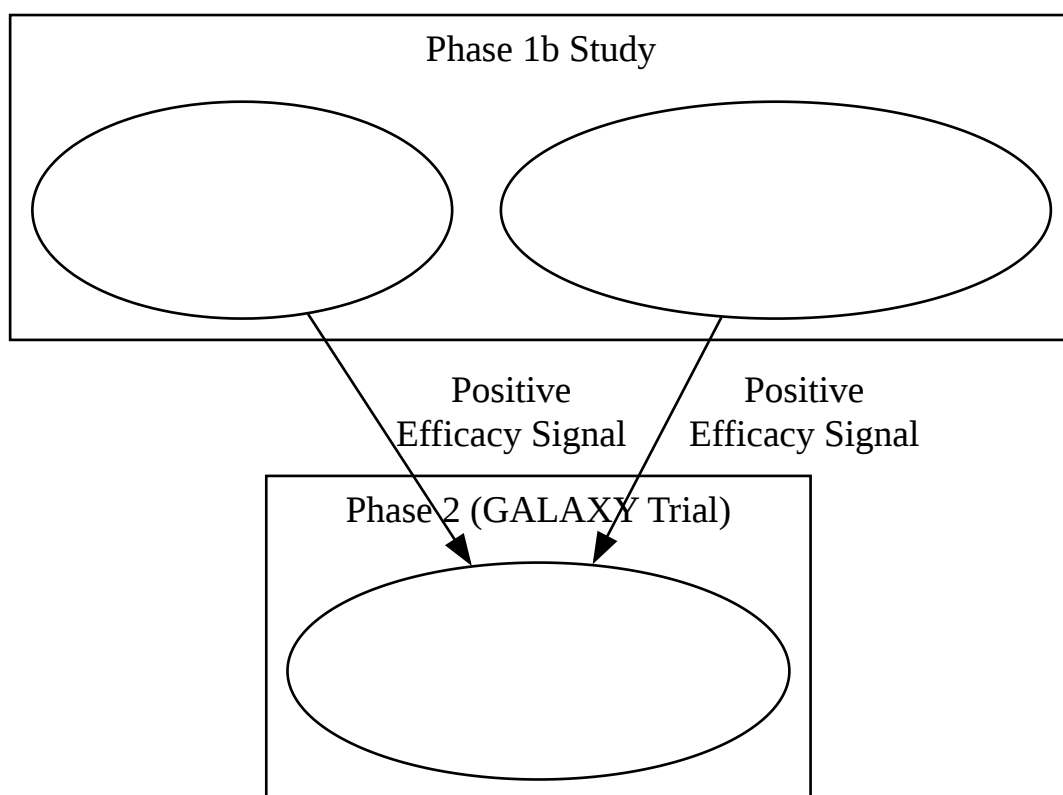 Phase 1b Study
Positive
Efficacy Signal
Positive
Efficacy Signal
Phase 2 (GALAXY Trial)